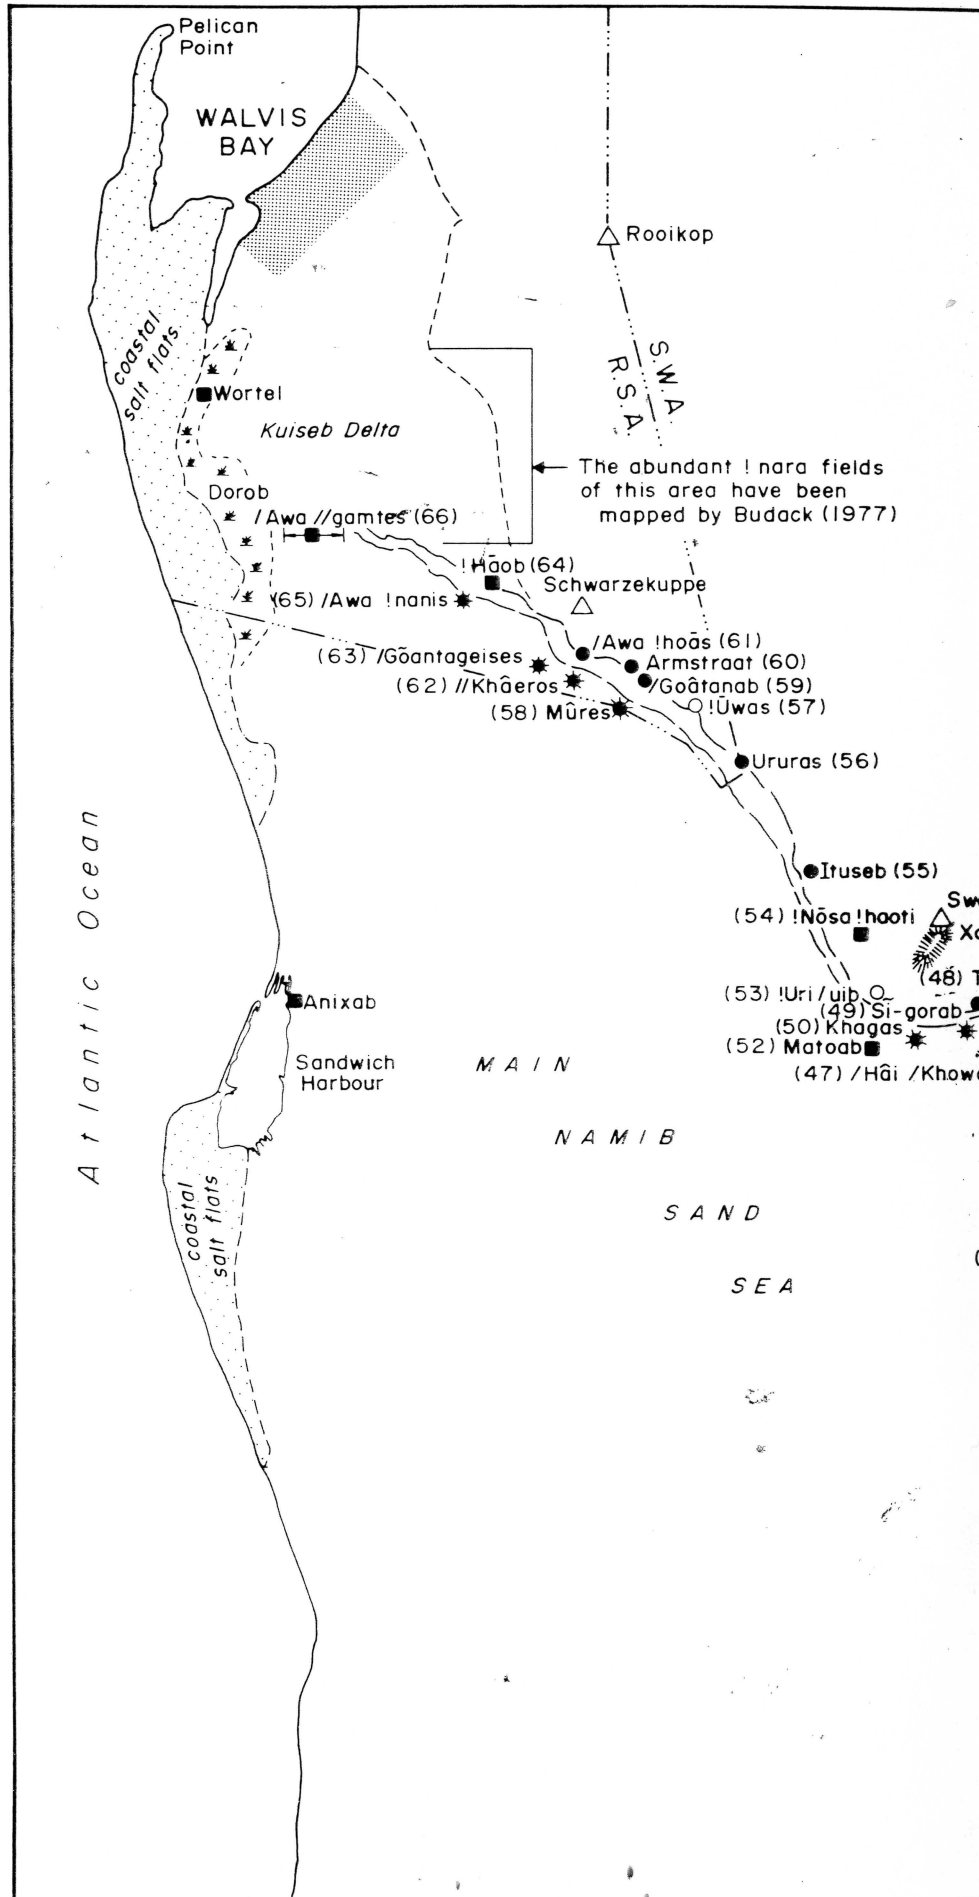 Pelican
Point
WALVIS
BAY
Rooikop
coastal
salt flats
S.W.A.
R.S.A.
Wortel
Kuiseb Delta
The abundant !nara fields
of this area have been
mapped by Budack (1977)
Dorob
/Awa //gamtes (66)
!Hāob (64)
Schwarzekuppe
(65) /Awa !nanis
/Awa !hoās (61)
(63) /Gōantageises
Armstraat (60)
(62) //Khâeros
/Goâtanab (59)
(58) Mûres
!Ūwas (57)
Ururas (56)
Atlantic Ocean
Ituseb (55)
Sw
(54) !Nōsa !haoti
Xo
(48) T
(53) !Uri/uib
Anixab
(49) Si-gorab
(50) Khagas
(52) Matoab
Sandwich
Harbour
MAIN
(47) /Hâi /Khow
NAMIB
coastal
salt flats
SAND
SEA
(